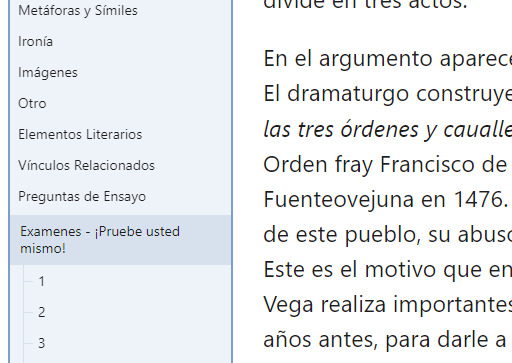 Metáforas y Símiles
Ironía
Imágenes
Otro
Elementos Literarios
Vínculos Relacionados
Preguntas de Ensayo
Examenes - ¡Pruebe usted
mismo!
1
2
3
divide en tres actos.
En el argumento aparece
El dramaturgo construye
las tres órdenes y caualle
Orden fray Francisco de
Fuenteovejuna en 1476.
de este pueblo, su abuso
Este es el motivo que en
Vega realiza importantes
años antes, para darle a